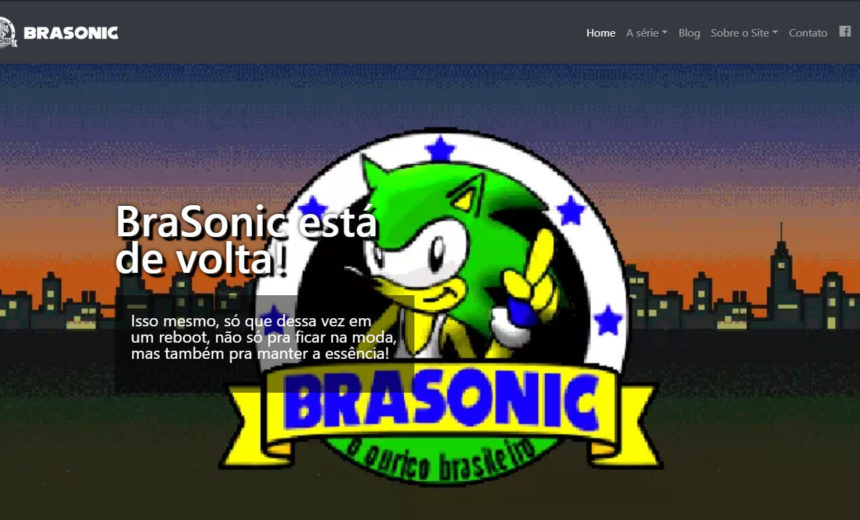 BRASONIC
Home A série Blog Sobre o Site Contato
BraSonic está
de volta!
Isso mesmo, só que dessa vez em
um reboot, não só pra ficar na moda,
mas também pra manter a essência!
BRASONIC
o ouriço brasileiro